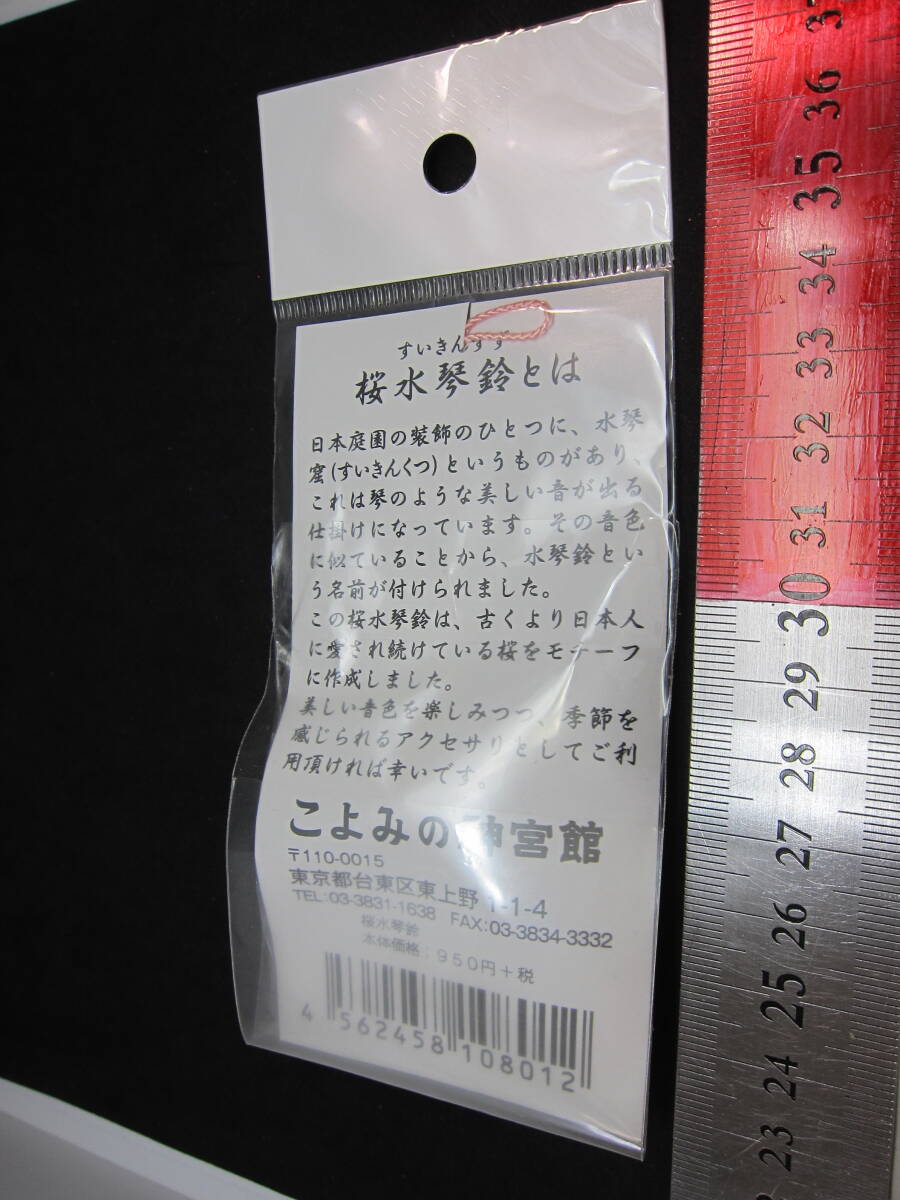 すいきんすず
桜水琴鈴とは
日本庭園の装飾のひとつに、水琴
窟(すいきんくつ)というものがあり、
これは琴のような美しい音が出る
仕掛けになっています。その音色
に似ていることから、水琴鈴とい
う名前が付けられました。
この桜水琴鈴は、古くより日本人
に愛され続けている桜をモチーフ
に作成しました。
美しい音色を楽しみつつ、季節を
感じられるアクセサリとしてご利
用頂ければ幸いです。
こよみの神宮館
〒110-0015
東京都台東区東上野1-1-4
TEL:03-3831-1638 FAX:03-3834-3332
桜水琴鈴
本体価格:950円+税
4 562458 108012
37
36
35
34
33
32
31
30
29
28
27
26
25
24
23